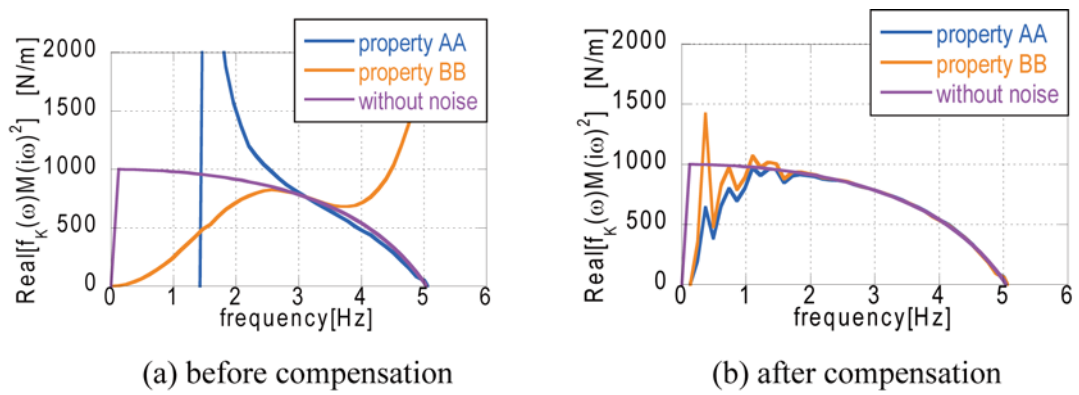 property AA
property BB
without noise
Real[f_K(ω)M(iω)²] [N/m]
2000
1500
1000
500
0
0 1 2 3 4 5 6
frequency[Hz]
(a) before compensation
property AA
property BB
without noise
Real[f_K(ω)M(iω)²] [N/m]
2000
1500
1000
500
0
0 1 2 3 4 5 6
frequency[Hz]
(b) after compensation